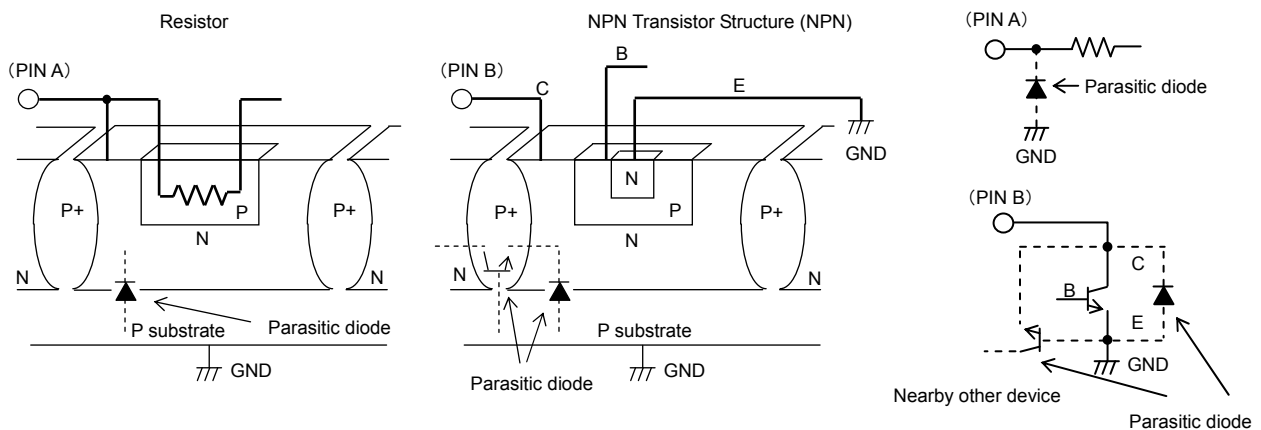 Resistor
(PIN A)
P+
P
P+
N
N
N
P substrate
Parasitic diode
GND
NPN Transistor Structure (NPN)
(PIN B)
B
C
E
GND
N
P+
P
P+
N
N
N
P substrate
Parasitic diode
GND
(PIN A)
Parasitic diode
GND
(PIN B)
C
B
E
GND
Nearby other device
Parasitic diode